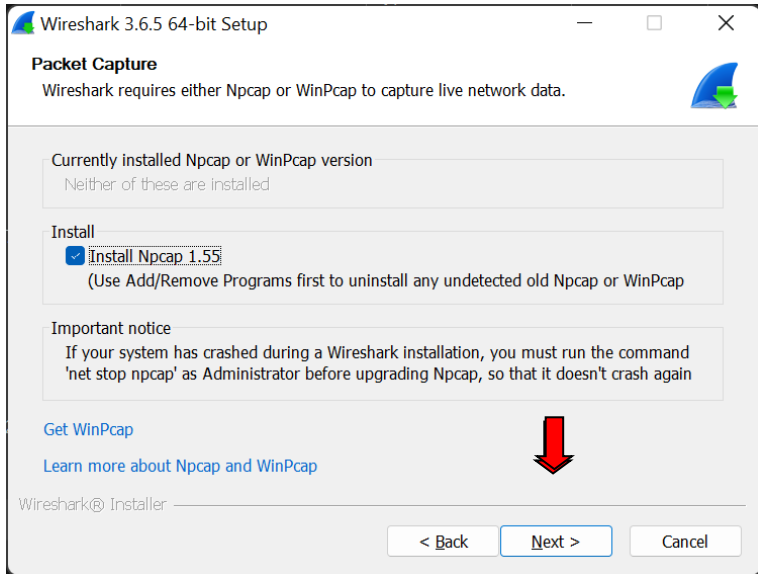 Wireshark 3.6.5 64-bit Setup
Packet Capture
Wireshark requires either Npcap or WinPcap to capture live network data.
Currently installed Npcap or WinPcap version
Neither of these are installed
Install
Install Npcap 1.55
(Use Add/Remove Programs first to uninstall any undetected old Npcap or WinPcap
Important notice
If your system has crashed during a Wireshark installation, you must run the command
'net stop npcap' as Administrator before upgrading Npcap, so that it doesn't crash again
Get WinPcap
Learn more about Npcap and WinPcap
Wireshark® Installer
< Back Next > Cancel